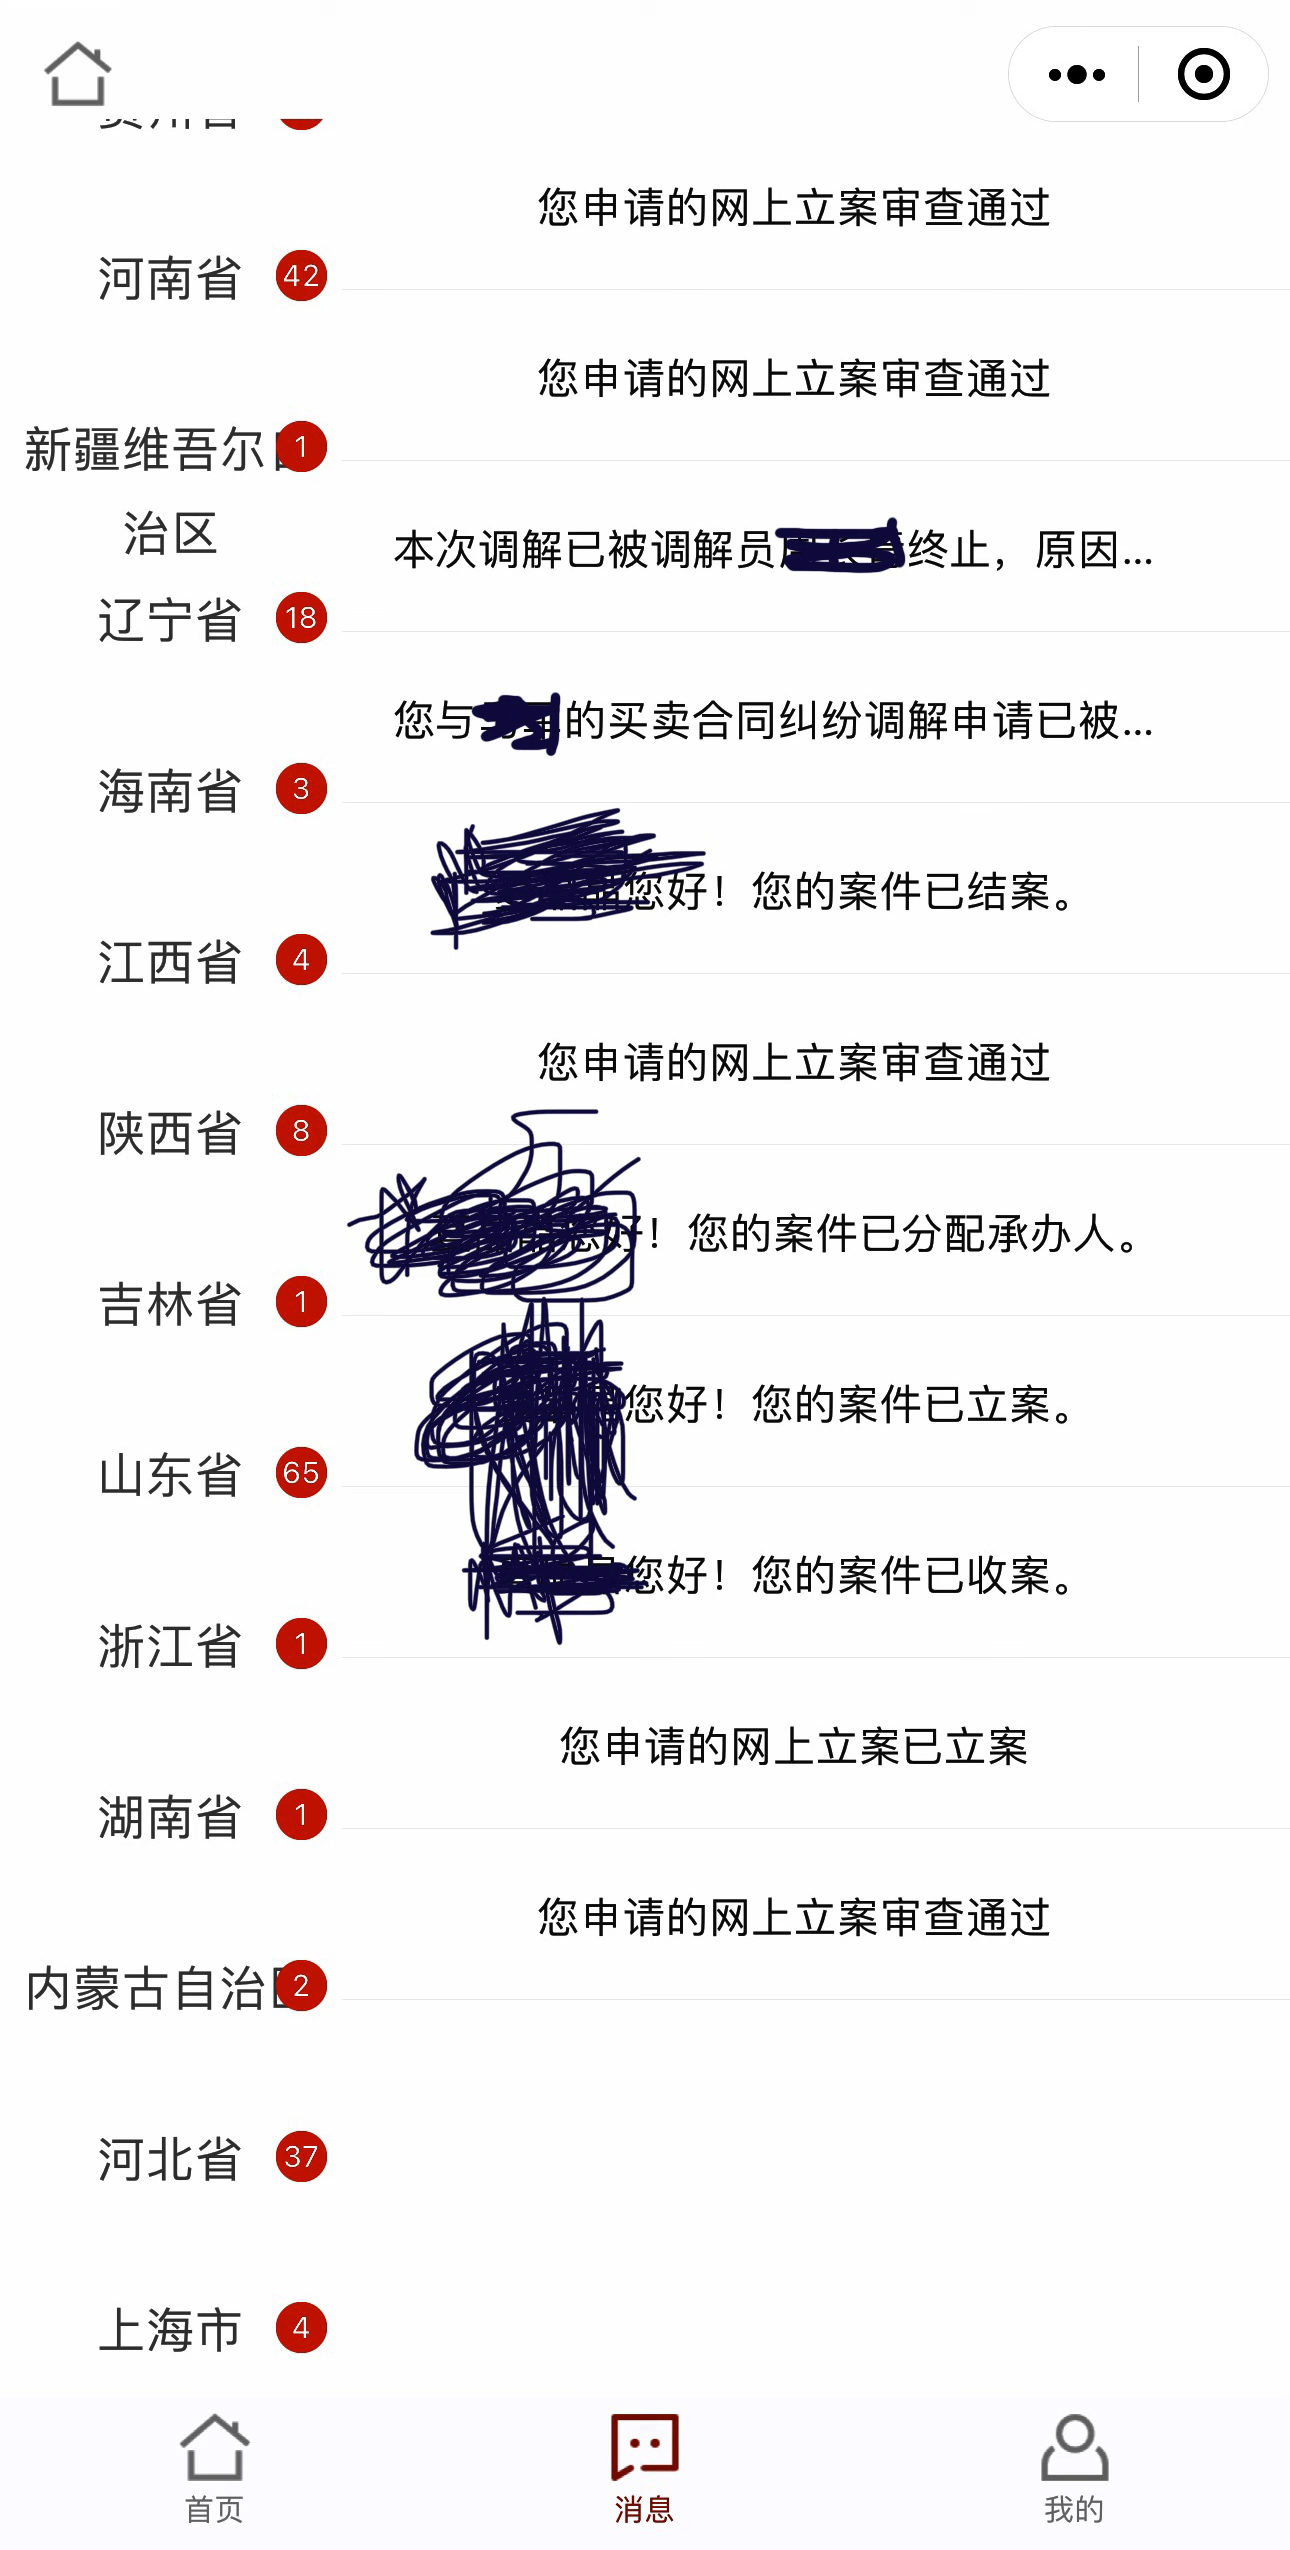 您申请的网上立案审查通过
河南省 42
您申请的网上立案审查通过
新疆维吾尔 1
治区
本次调解已被调解员 终止，原因...
辽宁省 18
您与 的买卖合同纠纷调解申请已被...
海南省 3
您好！您的案件已结案。
江西省 4
您申请的网上立案审查通过
陕西省 8
您好！您的案件已分配承办人。
吉林省 1
您好！您的案件已立案。
山东省 65
您好！您的案件已收案。
浙江省 1
您申请的网上立案已立案
湖南省 1
您申请的网上立案审查通过
内蒙古自治 2
河北省 37
上海市 4
首页 消息 我的